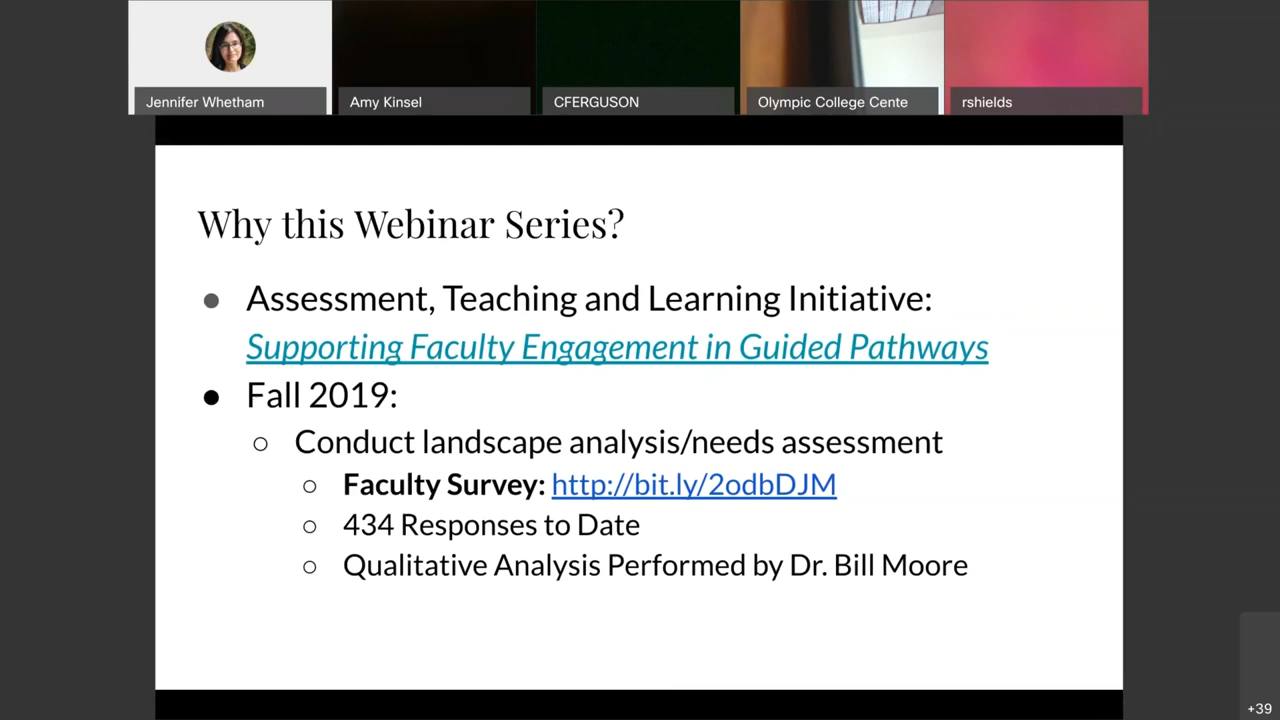 Jennifer Whetham
Amy Kinsel
CFERGUSON
Olympic College Cente
rshields
Why this Webinar Series?
● Assessment, Teaching and Learning Initiative:
Supporting Faculty Engagement in Guided Pathways
● Fall 2019:
○ Conduct landscape analysis/needs assessment
○ Faculty Survey: http://bit.ly/2odbDJM
○ 434 Responses to Date
○ Qualitative Analysis Performed by Dr. Bill Moore
+39